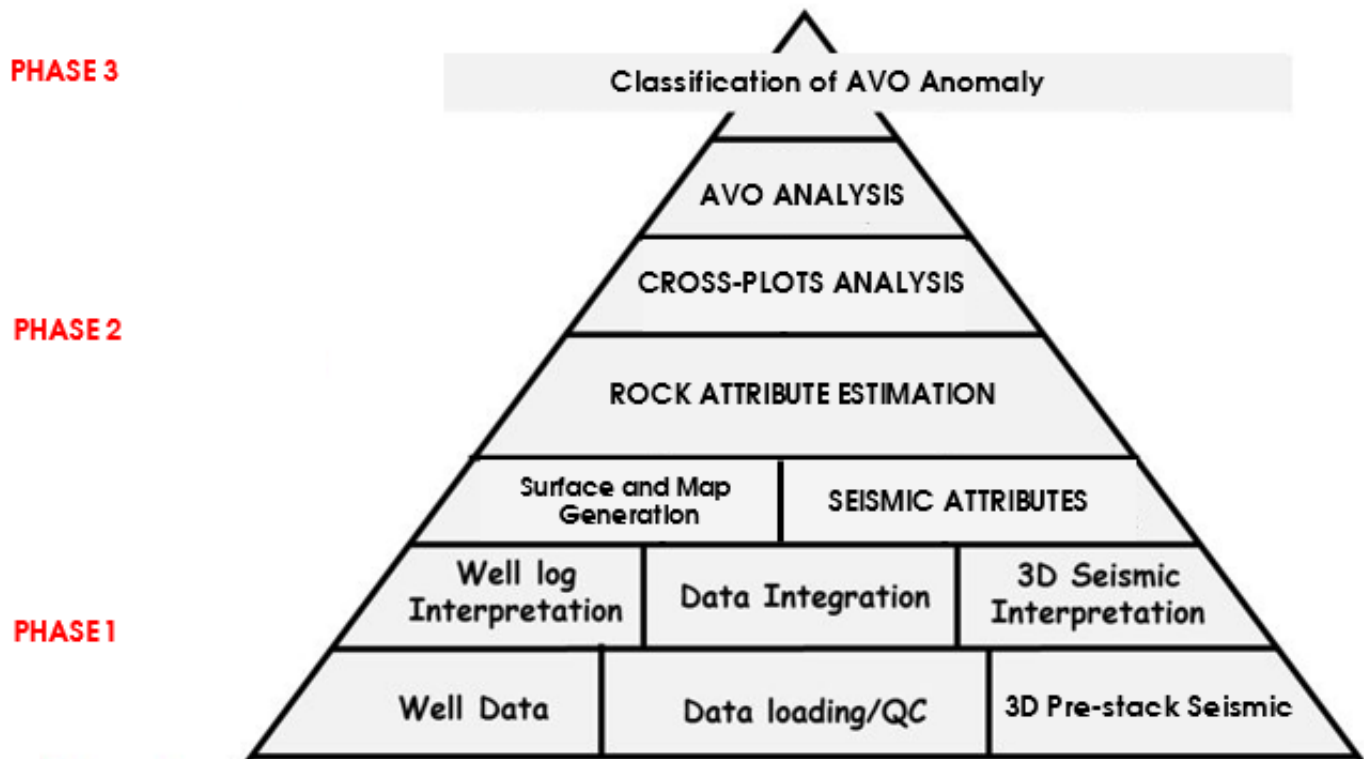 PHASE 3
Classification of AVO Anomaly
AVO ANALYSIS
CROSS-PLOTS ANALYSIS
PHASE 2
ROCK ATTRIBUTE ESTIMATION
Surface and Map
Generation
SEISMIC ATTRIBUTES
Well log
Interpretation
Data Integration
3D Seismic
Interpretation
PHASE 1
Well Data
Data loading/QC
3D Pre-stack Seismic